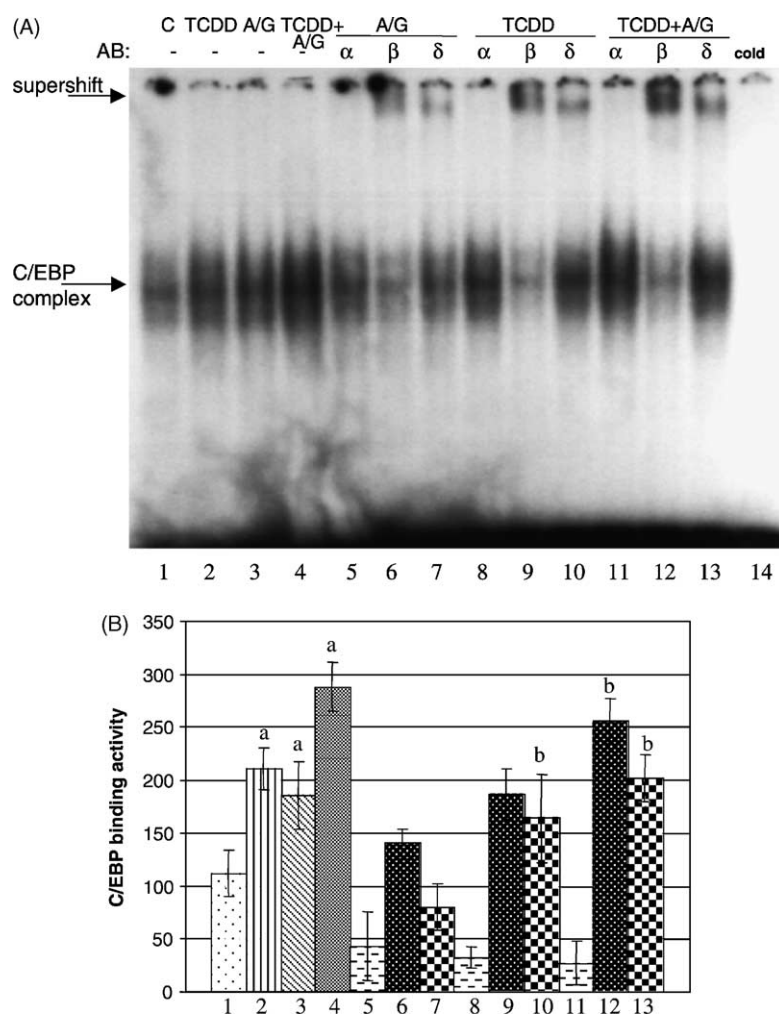 (A)
C TCDD A/G TCDD+ A/G A/G TCDD TCDD+A/G
AB: - - - - α β δ α β δ α β δ cold
supershift
C/EBP
complex
1 2 3 4 5 6 7 8 9 10 11 12 13 14
(B)
C/EBP binding activity
350
300
250
200
150
100
50
0
a a a b b b
1 2 3 4 5 6 7 8 9 10 11 12 13